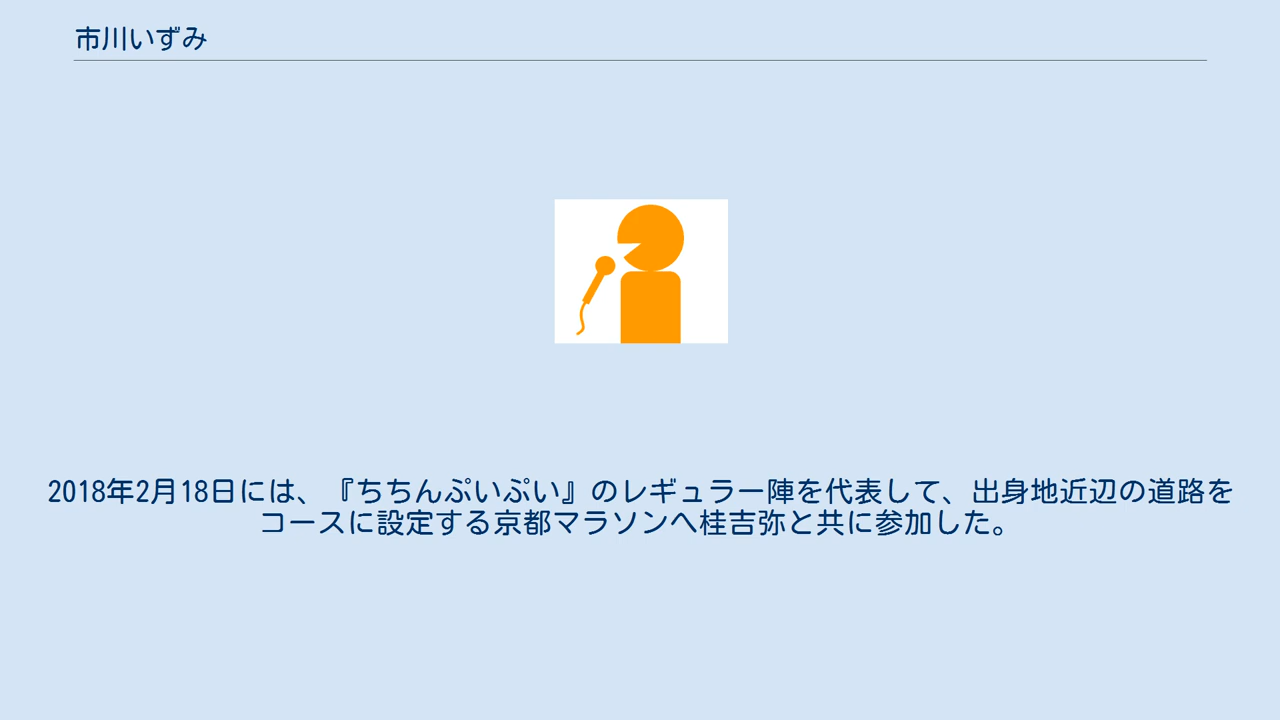 市川いずみ
2018年2月18日には、『ちちんぷいぷい』のレギュラー陣を代表して、出身地近辺の道路を
コースに設定する京都マラソンへ桂吉弥と共に参加した。